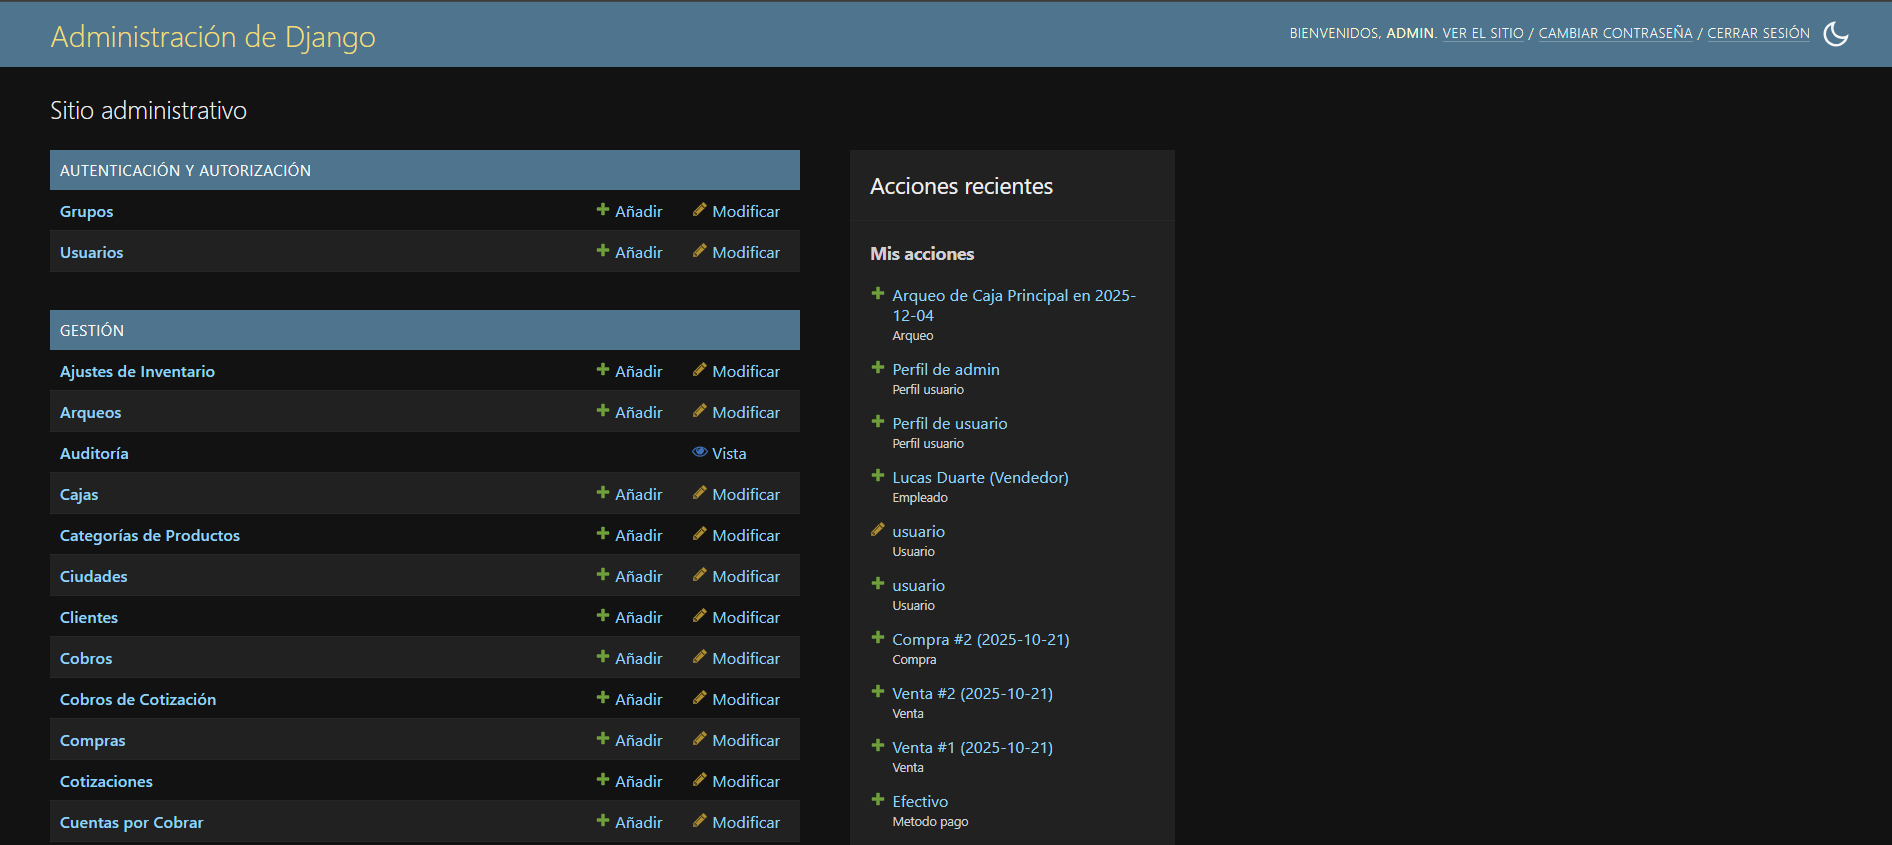 Administración de Django
BIENVENIDOS, ADMIN. VER EL SITIO / CAMBIAR CONTRASEÑA / CERRAR SESIÓN
Sitio administrativo
AUTENTICACIÓN Y AUTORIZACIÓN
Grupos Añadir Modificar
Usuarios Añadir Modificar
GESTIÓN
Ajustes de Inventario Añadir Modificar
Arqueos Añadir Modificar
Auditoría Vista
Cajas Añadir Modificar
Categorías de Productos Añadir Modificar
Ciudades Añadir Modificar
Clientes Añadir Modificar
Cobros Añadir Modificar
Cobros de Cotización Añadir Modificar
Compras Añadir Modificar
Cotizaciones Añadir Modificar
Cuentas por Cobrar Añadir Modificar
Acciones recientes
Mis acciones
Arqueo de Caja Principal en 2025-
12-04
Arqueo
Perfil de admin
Perfil usuario
Perfil de usuario
Perfil usuario
Lucas Duarte (Vendedor)
Empleado
usuario
Usuario
usuario
Usuario
Compra #2 (2025-10-21)
Compra
Venta #2 (2025-10-21)
Venta
Venta #1 (2025-10-21)
Venta
Efectivo
Metodo pago